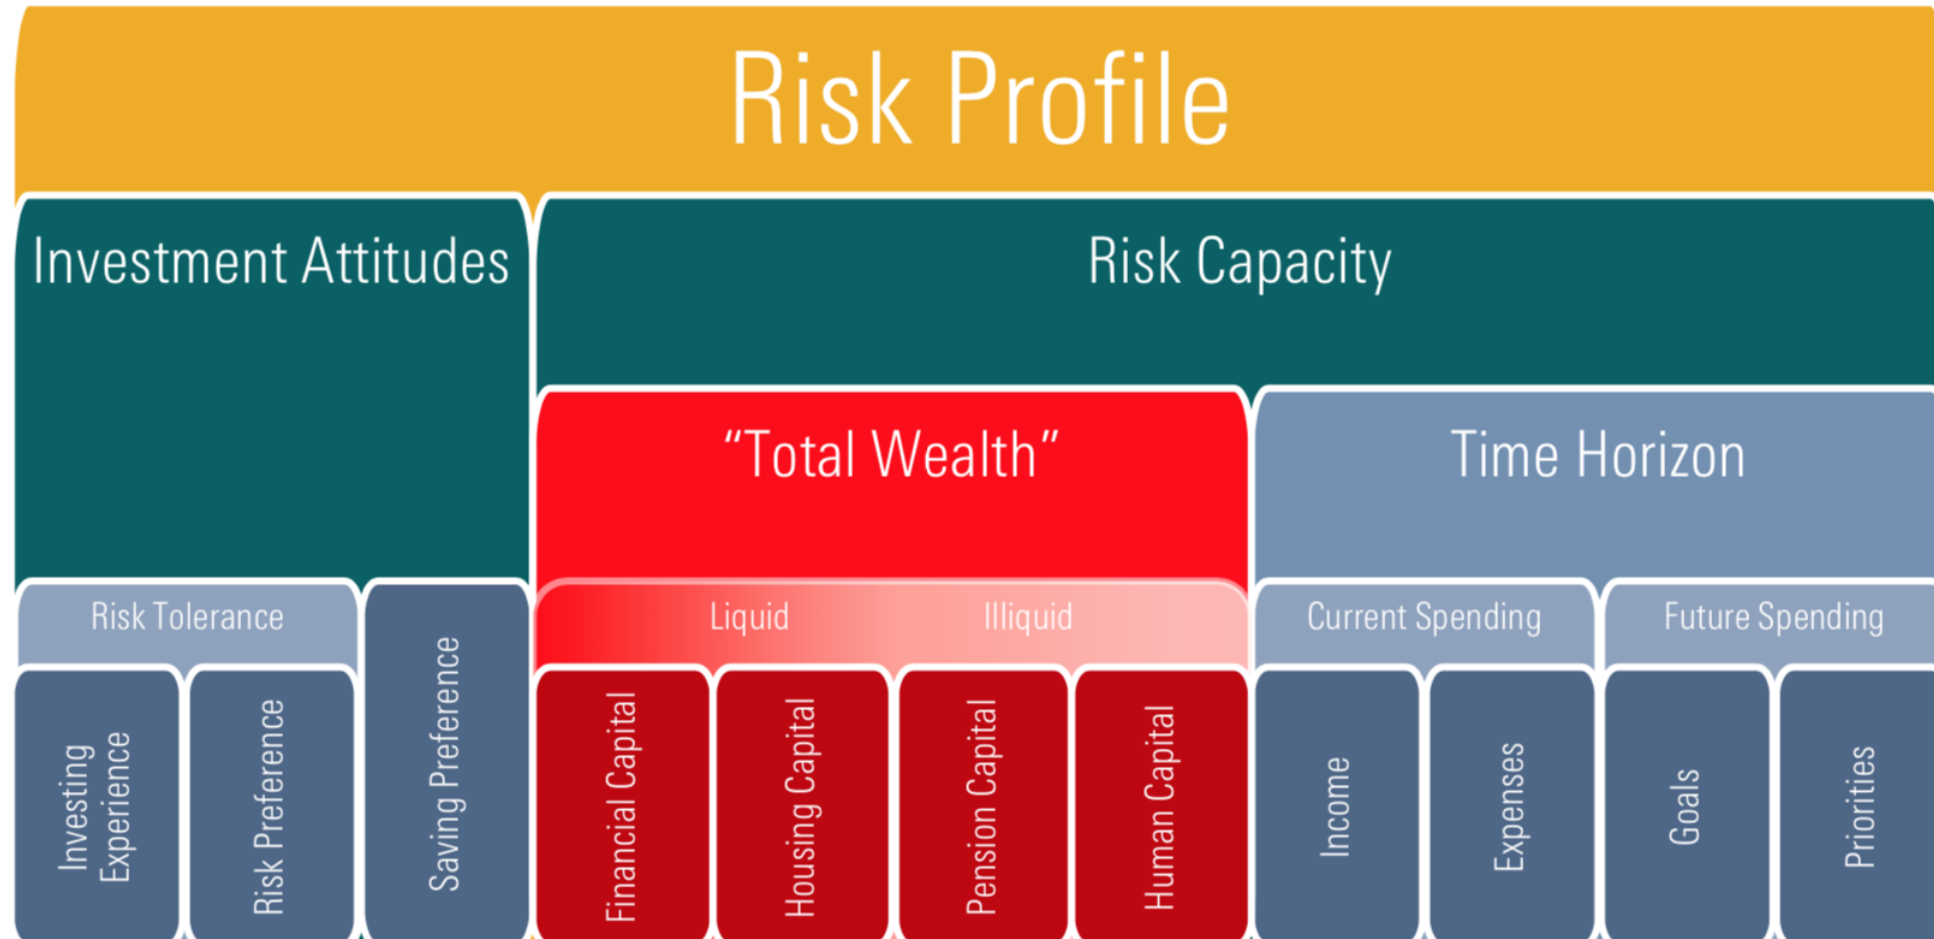 Risk Profile
Investment Attitudes
Risk Capacity
“Total Wealth”
Time Horizon
Risk Tolerance
Liquid
Illiquid
Current Spending
Future Spending
Investing
Experience
Risk Preference
Saving Preference
Financial Capital
Housing Capital
Pension Capital
Human Capital
Income
Expenses
Goals
Priorities